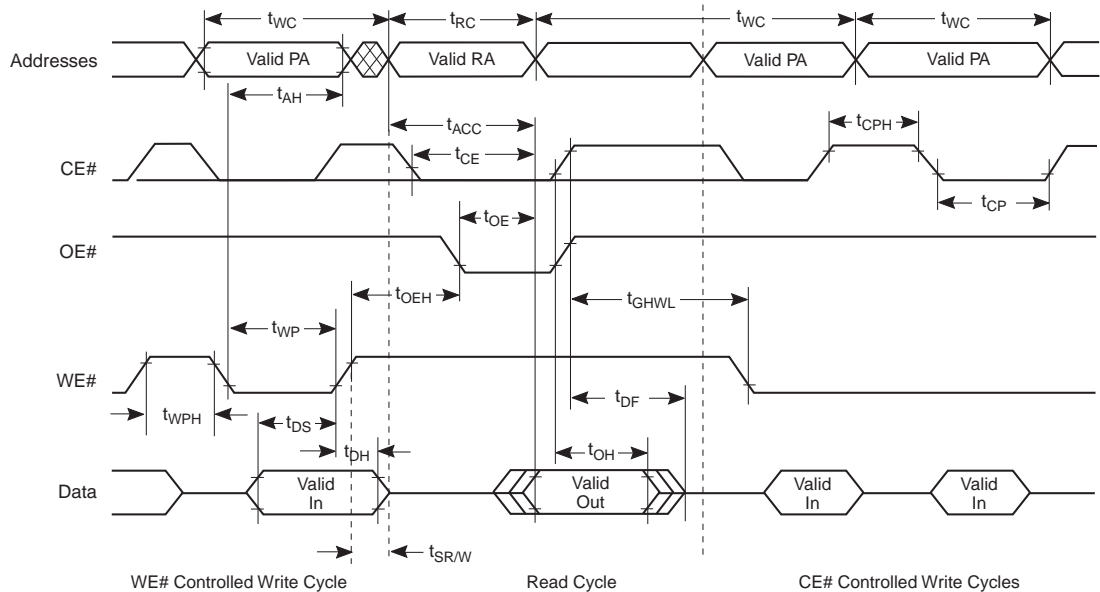 tWC tRC tWC tWC
Addresses Valid PA Valid RA Valid PA Valid PA
tAH
tACC
tCPH
CE# tCE
tCP
tOE
OE#
tOEH tGHWL
tWP
WE#
tWPH tDS tDF
tDH tOH
Data Valid In Valid Out Valid In Valid In
tSR/W
WE# Controlled Write Cycle Read Cycle CE# Controlled Write Cycles